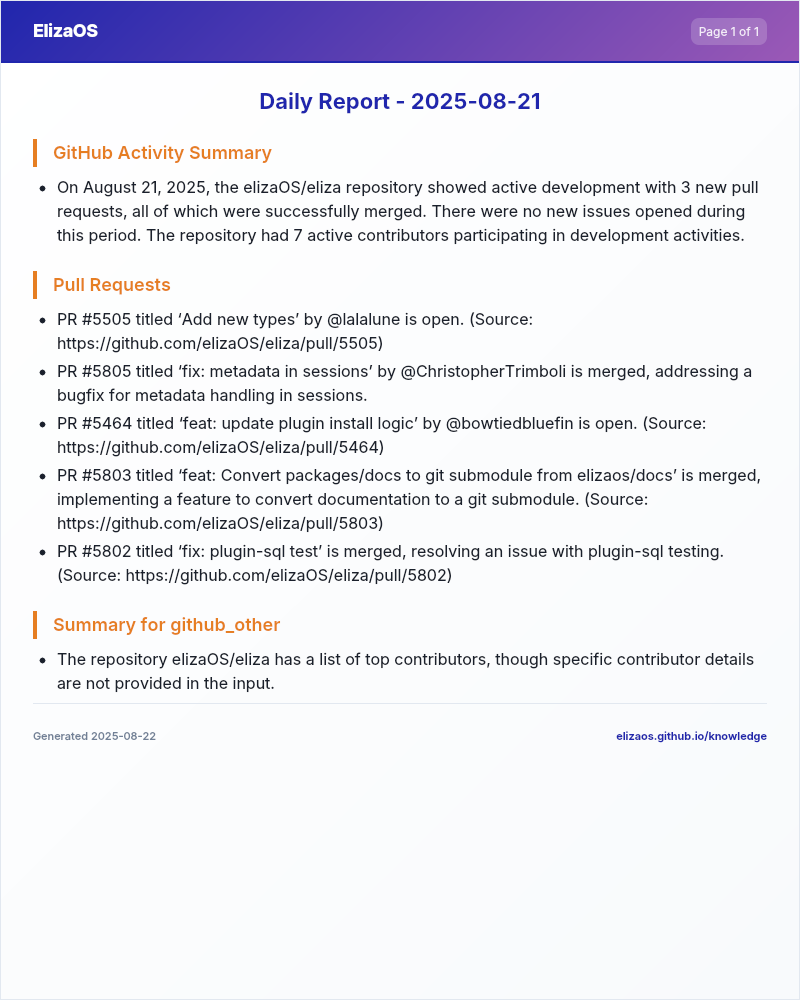 ElizaOS
Page 1 of 1
Daily Report - 2025-08-21
GitHub Activity Summary
• On August 21, 2025, the elizaOS/eliza repository showed active development with 3 new pull
requests, all of which were successfully merged. There were no new issues opened during
this period. The repository had 7 active contributors participating in development activities.
Pull Requests
• PR #5505 titled ‘Add new types’ by @lalalune is open. (Source:
https://github.com/elizaOS/eliza/pull/5505)
• PR #5805 titled ‘fix: metadata in sessions’ by @ChristopherTrimboli is merged, addressing a
bugfix for metadata handling in sessions.
• PR #5464 titled ‘feat: update plugin install logic’ by @bowtiedbluefin is open. (Source:
https://github.com/elizaOS/eliza/pull/5464)
• PR #5803 titled ‘feat: Convert packages/docs to git submodule from elizaos/docs’ is merged,
implementing a feature to convert documentation to a git submodule. (Source:
https://github.com/elizaOS/eliza/pull/5803)
• PR #5802 titled ‘fix: plugin-sql test’ is merged, resolving an issue with plugin-sql testing.
(Source: https://github.com/elizaOS/eliza/pull/5802)
Summary for github_other
• The repository elizaOS/eliza has a list of top contributors, though specific contributor details
are not provided in the input.
Generated 2025-08-22
elizaos.github.io/knowledge